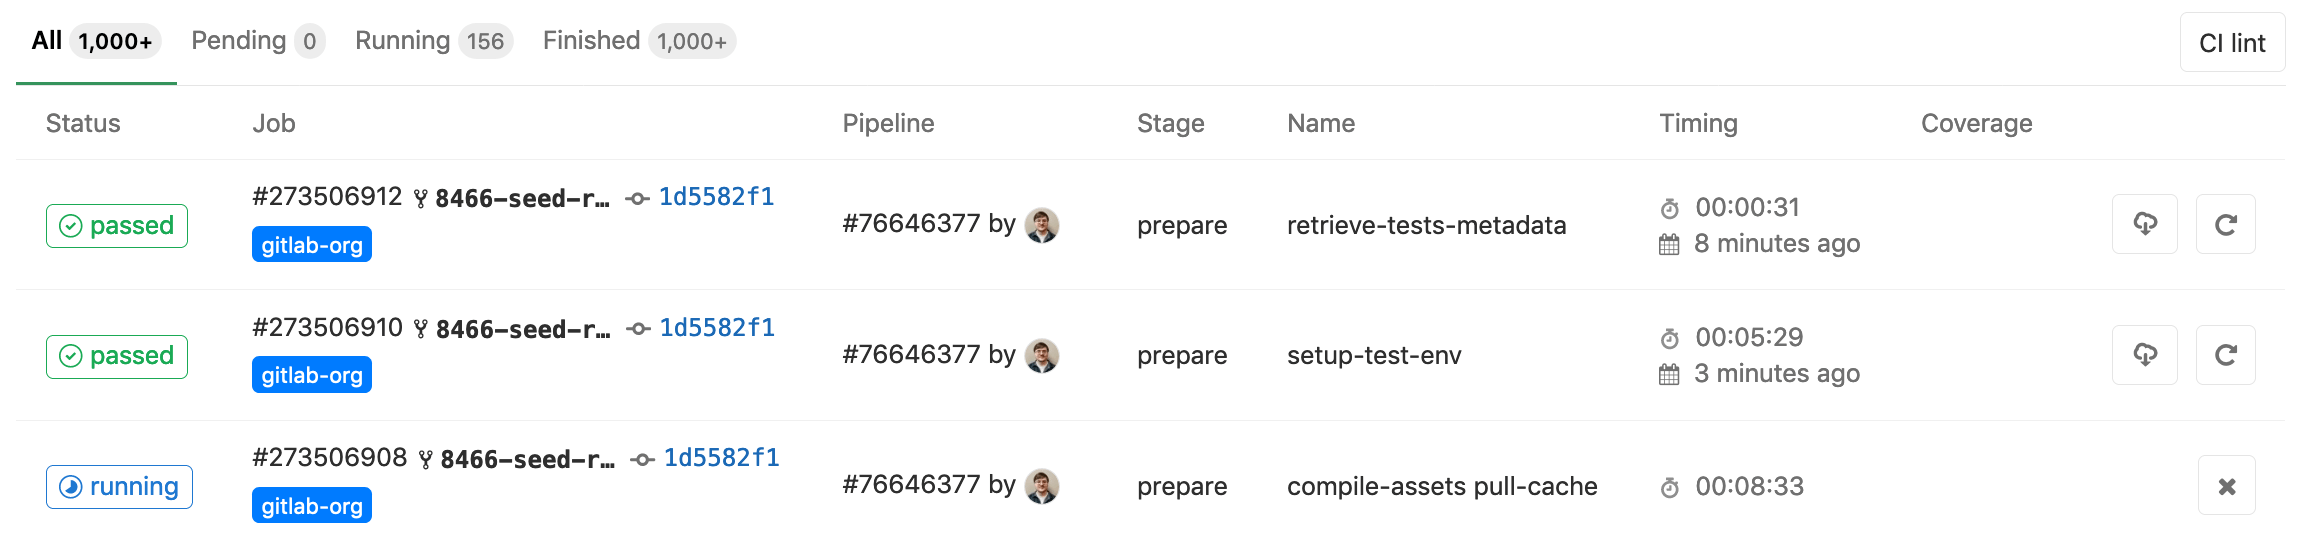 All 1,000+ Pending 0 Running 156 Finished 1,000+ CI lint
Status Job Pipeline Stage Name Timing Coverage
#273506912 8466-seed-r… 1d5582f1
passed #76646377 by prepare retrieve-tests-metadata 00:00:31
gitlab-org 8 minutes ago
#273506910 8466-seed-r… 1d5582f1
passed #76646377 by prepare setup-test-env 00:05:29
gitlab-org 3 minutes ago
#273506908 8466-seed-r… 1d5582f1
running #76646377 by prepare compile-assets pull-cache 00:08:33
gitlab-org